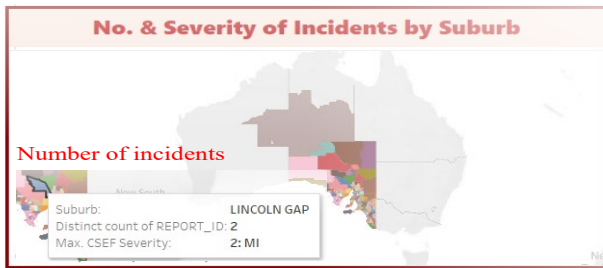 No. & Severity of Incidents by Suburb
Number of incidents
New South
Suburb: LINCOLN GAP
Distinct count of REPORT_ID: 2
Max. CSEF Severity: 2: MI